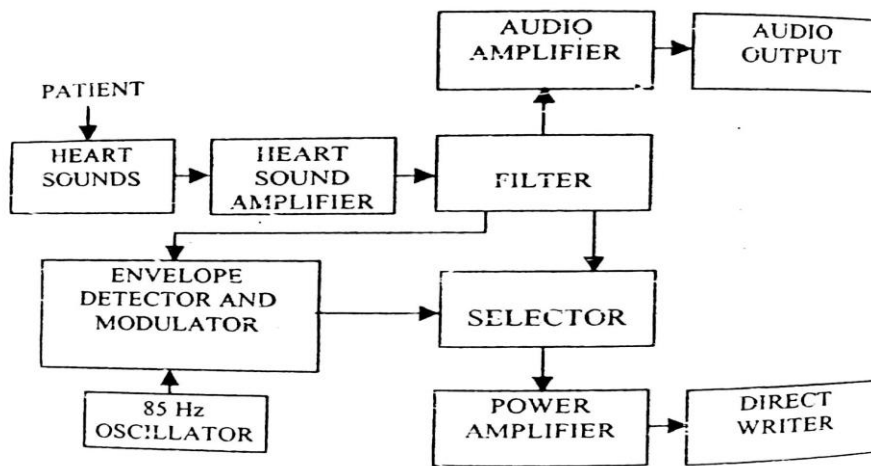 AUDIO
AMPLIFIER
AUDIO
OUTPUT
PATIENT
HEART
SOUNDS
HEART
SOUND
AMPLIFIER
FILTER
ENVELOPE
DETECTOR AND
MODULATOR
SELECTOR
85 Hz
OSCILLATOR
POWER
AMPLIFIER
DIRECT
WRITER